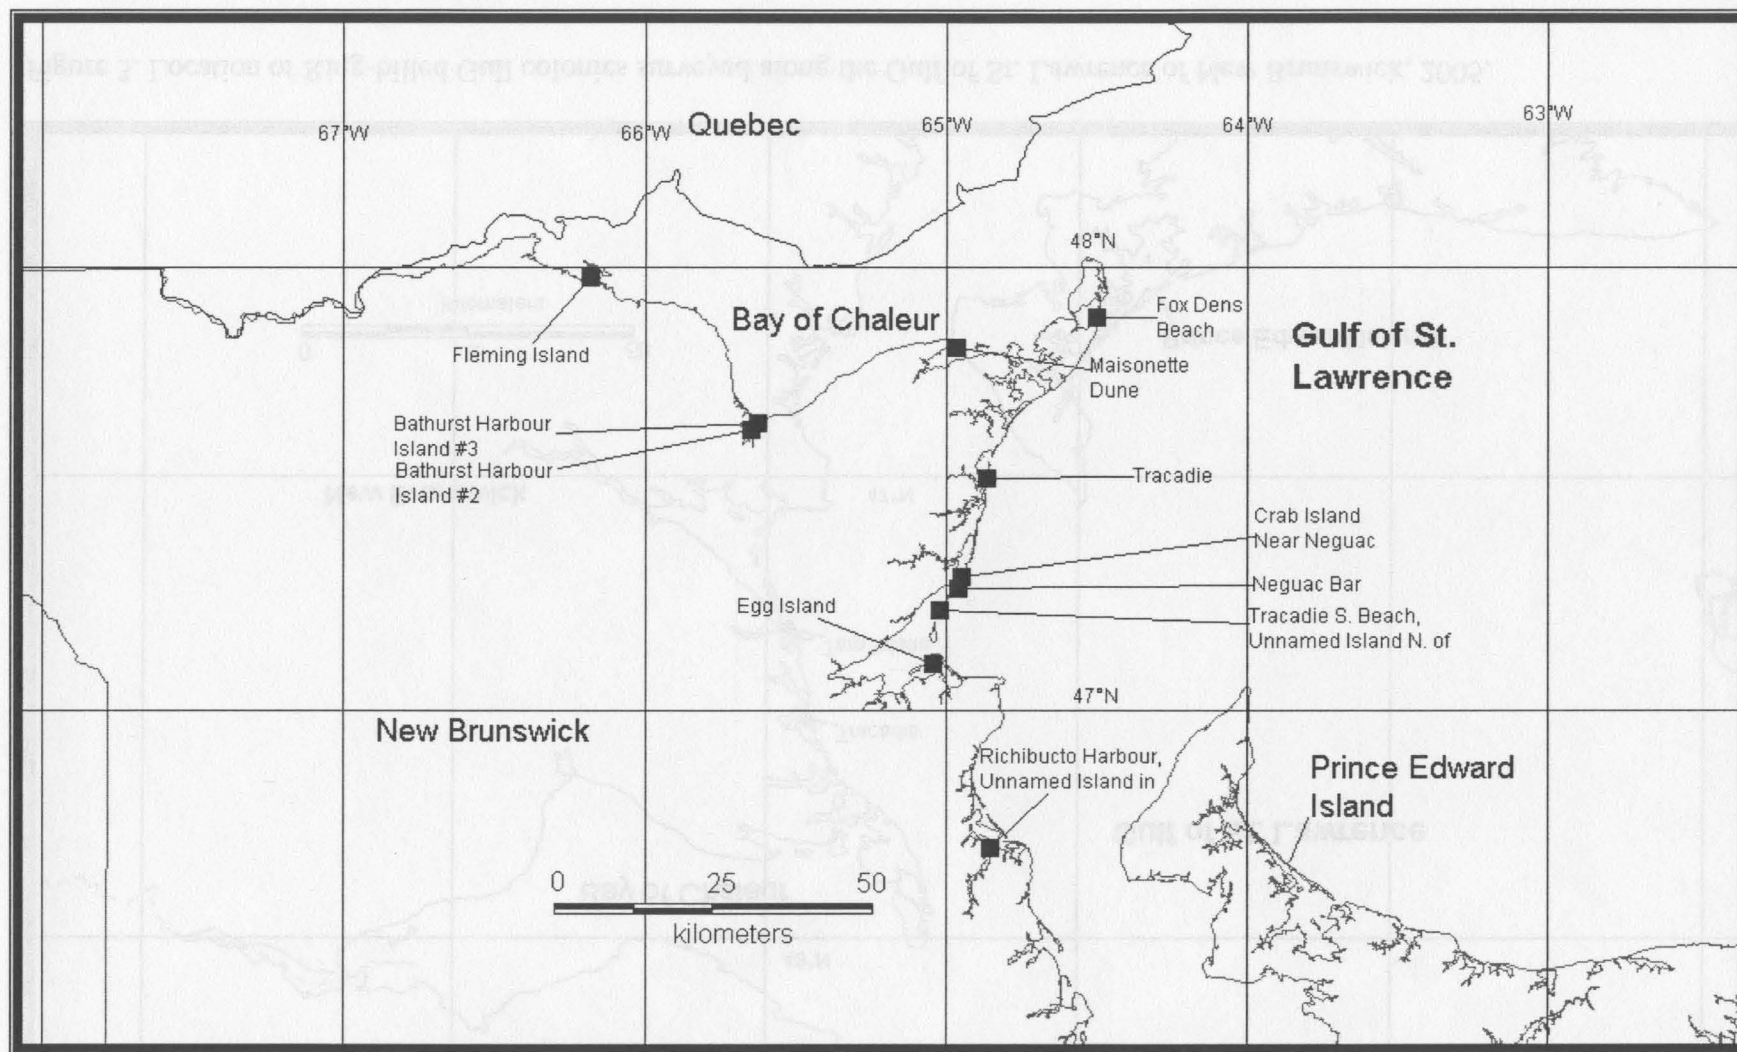 Quebec
67°W
66°W
65°W
64°W
63°W
48°N
Fox Dens
Beach
Bay of Chaleur
Gulf of St.
Lawrence
Fleming Island
Maisonette
Dune
Bathurst Harbour
Island #3
Bathurst Harbour
Island #2
Tracadie
Crab Island
Near Neguac
Neguac Bar
Egg Island
Tracadie S. Beach,
Unnamed Island N. of
47°N
New Brunswick
Richibucto Harbour,
Unnamed Island in
Prince Edward
Island
0 25 50
kilometers